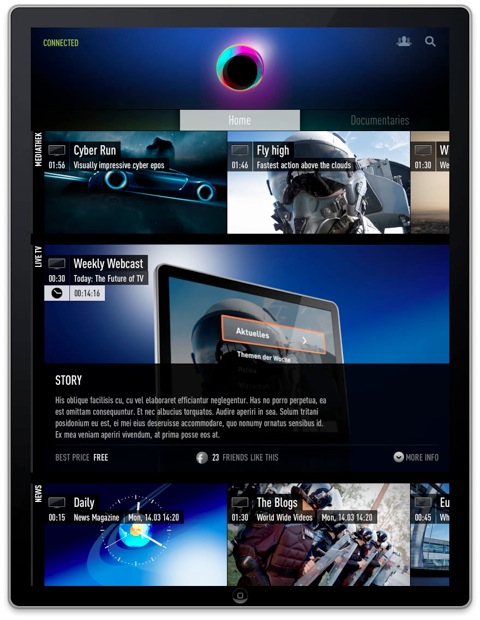 CONNECTED
Home
Documentaries
MEDIATHEK
Cyber Run
01:56 Visually impressive cyber epos
Fly high
01:46 Fastest action above the clouds
W
01:30 We
LIVE TV
Weekly Webcast
00:30 Today: The Future of TV
00:14:16
Aktuelles
Themen der Woche
STORY
His oblique facilisis cu, cu vel elaboraret efficiantur neglegentur. Has no porro perpetua, ea
est omittam consequuntur. Et nec albucius torquatos. Audire aperiri in sea. Solum tritani
posidonium eu est, ei mei eius deseruisse accommodare, quo nonumy ornatus sensibus id.
Ex mea veniam aperiri vivendum, at prima posse eos at.
BEST PRICE FREE
23 FRIENDS LIKE THIS
MORE INFO
NEWS
Daily
00:15 News Magazine Mon, 14.03 14:20
The Blogs
01:30 World Wide Videos Mon, 14.03 14:20
Eu
00:45 Wh